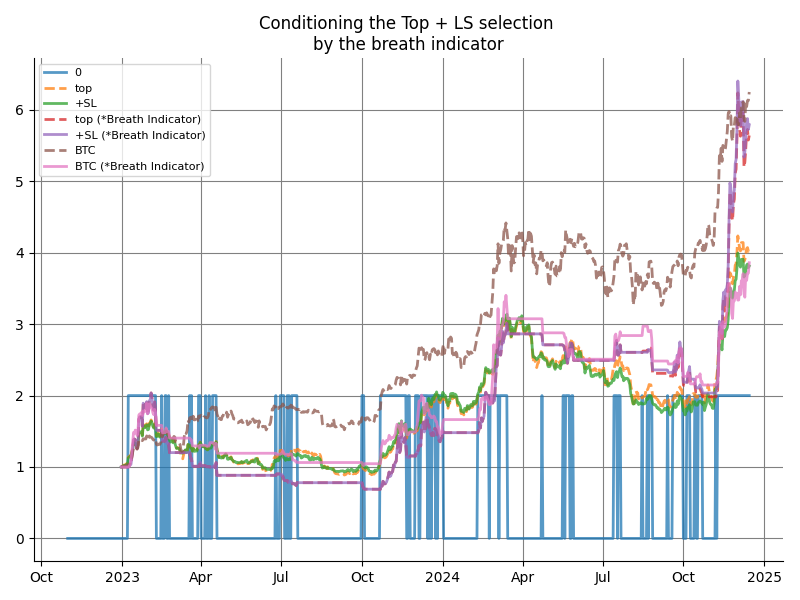 Conditioning the Top + LS selection
by the breath indicator
0
top
+SL
top (*Breath Indicator)
+SL (*Breath Indicator)
BTC
BTC (*Breath Indicator)
6
5
4
3
2
1
0
Oct 2023 Apr Jul Oct 2024 Apr Jul Oct 2025